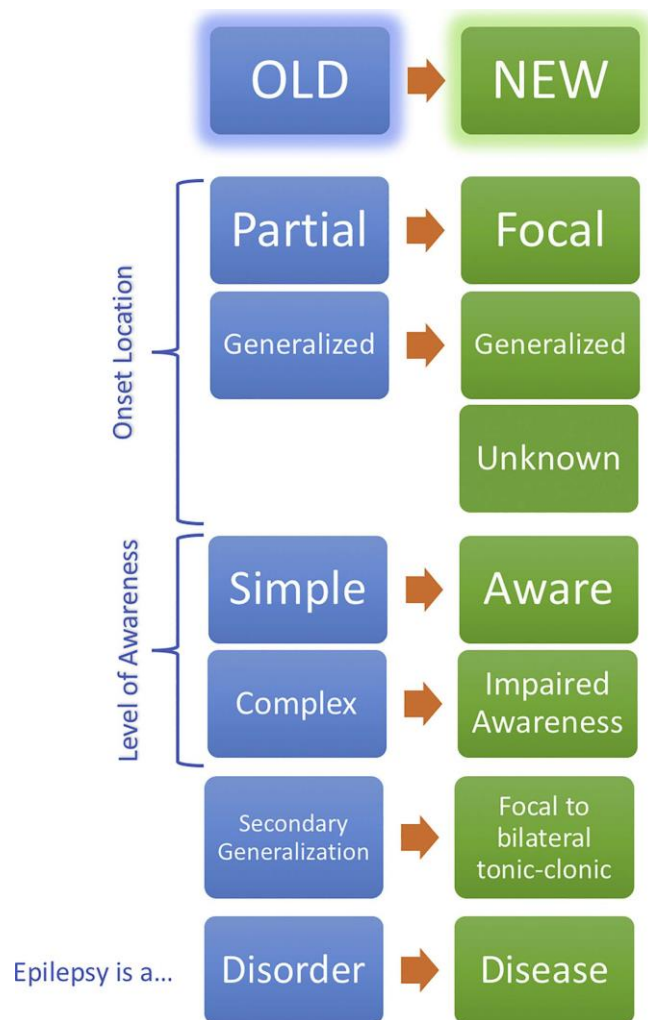 OLD
NEW
Onset Location
Partial
Focal
Generalized
Generalized
Unknown
Level of Awareness
Simple
Aware
Complex
Impaired
Awareness
Secondary
Generalization
Focal to
bilateral
tonic-clonic
Epilepsy is a...
Disorder
Disease